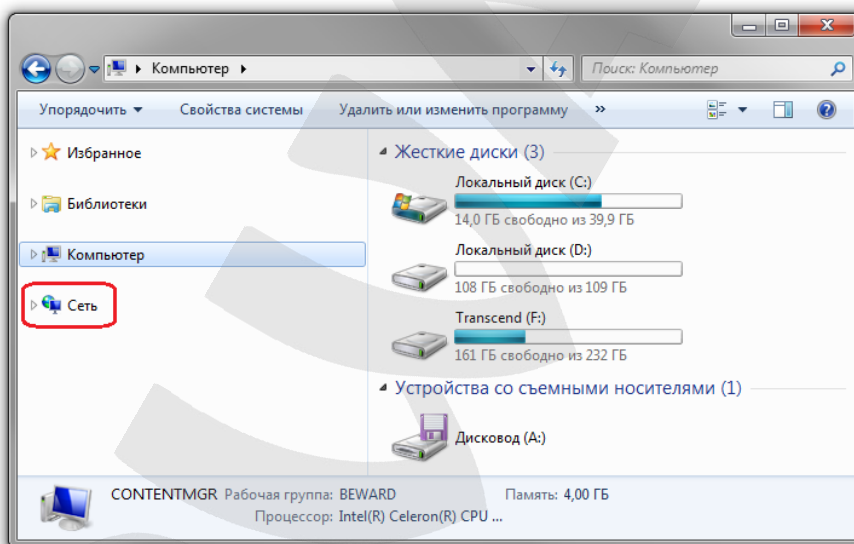 Компьютер
Поиск: Компьютер
Упорядочить Свойства системы Удалить или изменить программу »
Избранное
Библиотеки
Компьютер
Сеть
Жесткие диски (3)
Локальный диск (C:)
14,0 ГБ свободно из 39,9 ГБ
Локальный диск (D:)
108 ГБ свободно из 109 ГБ
Transcend (F:)
161 ГБ свободно из 232 ГБ
Устройства со съемными носителями (1)
Дисковод (A:)
CONTENTMGR Рабочая группа: BEWARD Память: 4,00 ГБ
Процессор: Intel(R) Celeron(R) CPU ...